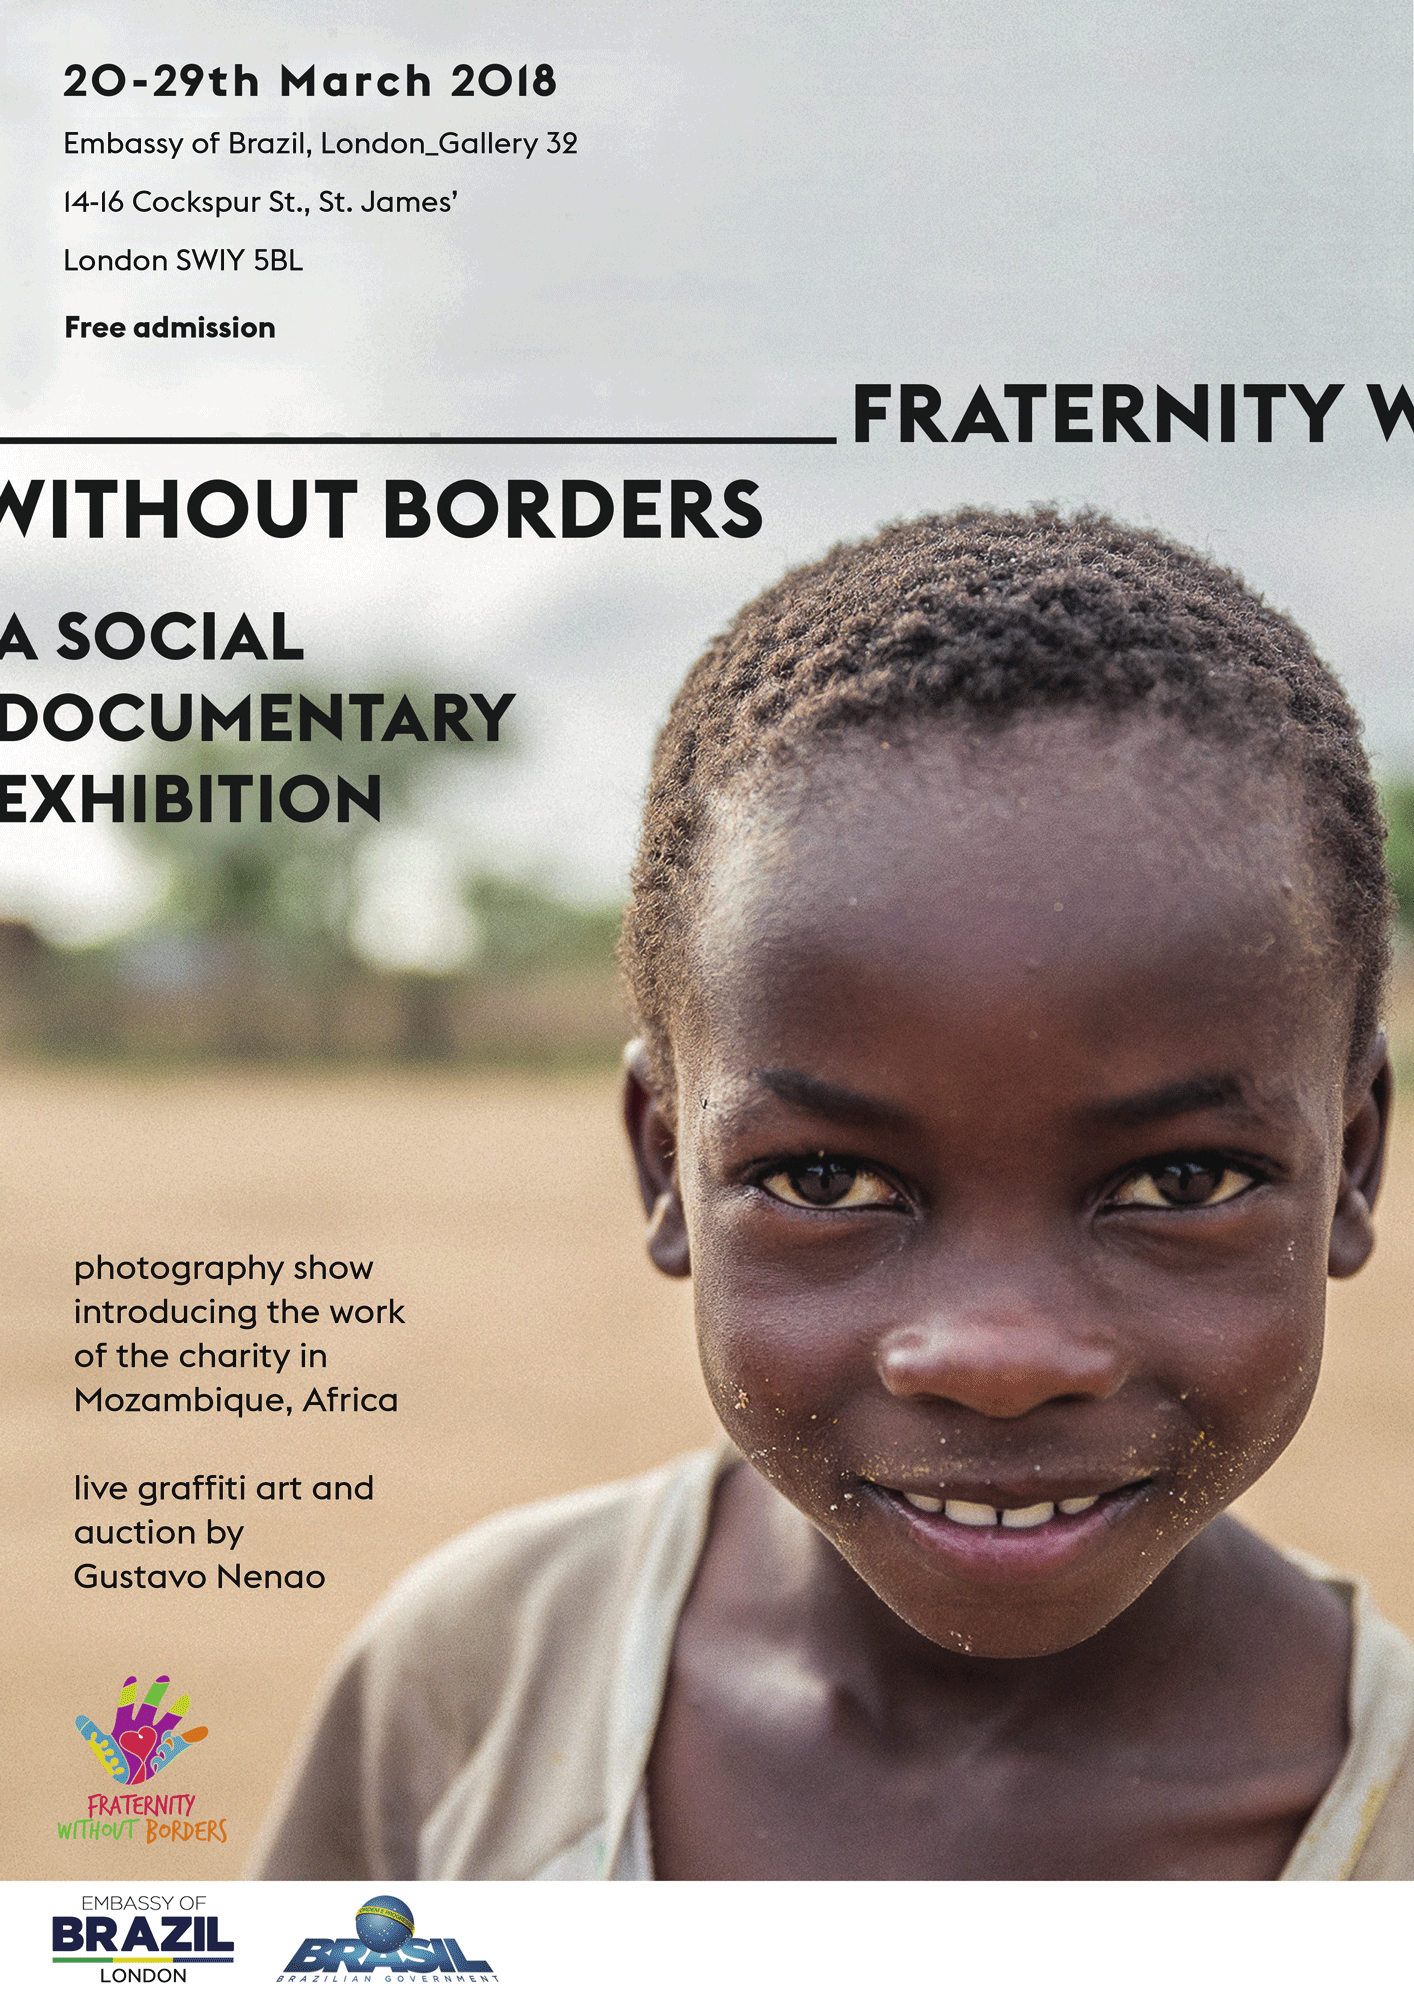 20-29th March 2018
Embassy of Brazil, London_Gallery 32
14-16 Cockspur St., St. James’
London SW1Y 5BL
Free admission
FRATERNITY W
WITHOUT BORDERS
A SOCIAL
DOCUMENTARY
EXHIBITION
photography show
introducing the work
of the charity in
Mozambique, Africa
live graffiti art and
auction by
Gustavo Nenao
FRATERNITY
WITHOUT BORDERS
EMBASSY OF
BRAZIL
LONDON
ORDEM E PROGRESSO
BRASIL
BRAZILIAN GOVERNMENT